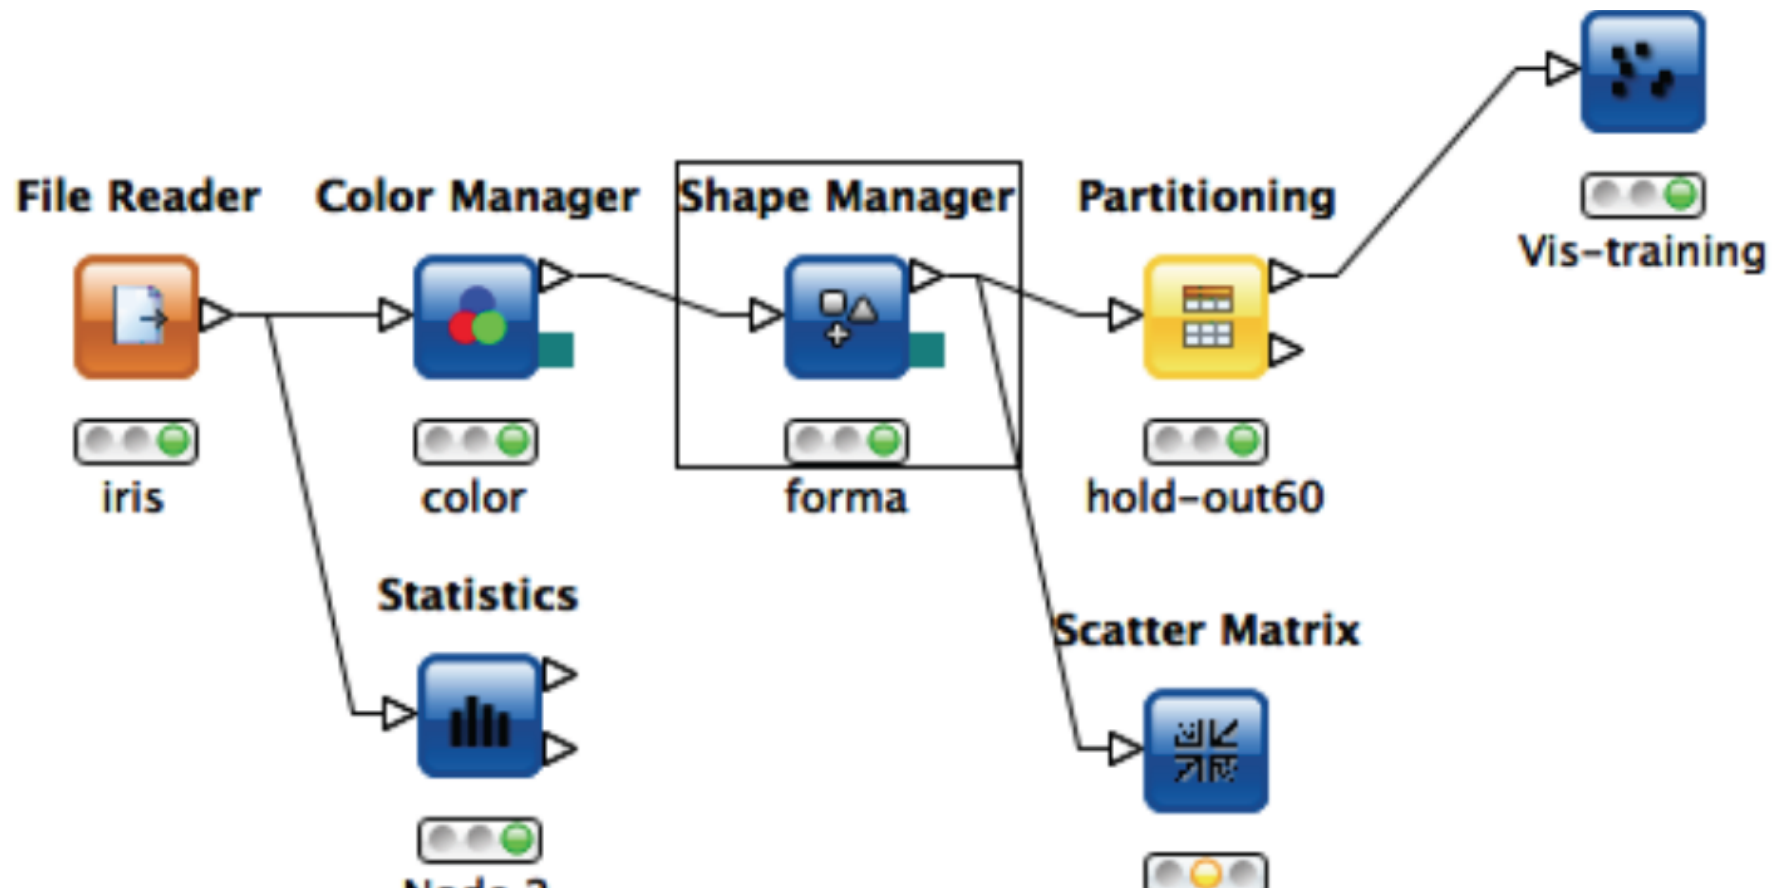 File Reader
Color Manager
Shape Manager
Partitioning
Vis-training
iris
color
forma
hold-out60
Statistics
Scatter Matrix